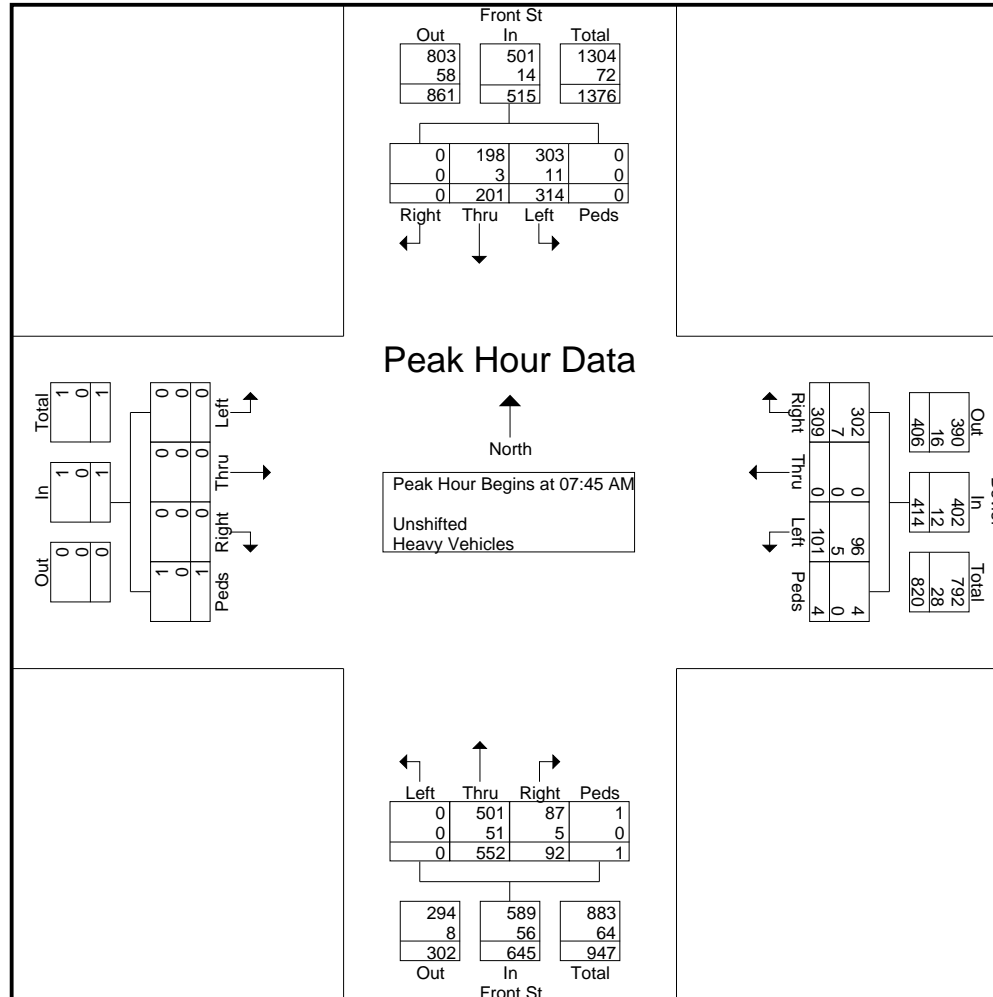 Front St
Out In Total
803 501 1304
58 14 72
861 515 1376
0 198 303 0
0 3 11 0
0 201 314 0
Right Thru Left Peds
Peak Hour Data
North
Peak Hour Begins at 07:45 AM
Unshifted
Heavy Vehicles
Left Thru Right Peds
0 0 0 1
0 0 0 0
0 0 0 1
Total In Out
1 1 0
0 0 0
1 1 0
Out In Total
390 402 792
16 12 28
406 414 820
302 0 96 4
7 0 5 0
309 0 101 4
Right Thru Left Peds
Left Thru Right Peds
0 501 87 1
0 51 5 0
0 552 92 1
294 589 883
8 56 64
302 645 947
Out In Total
Front St